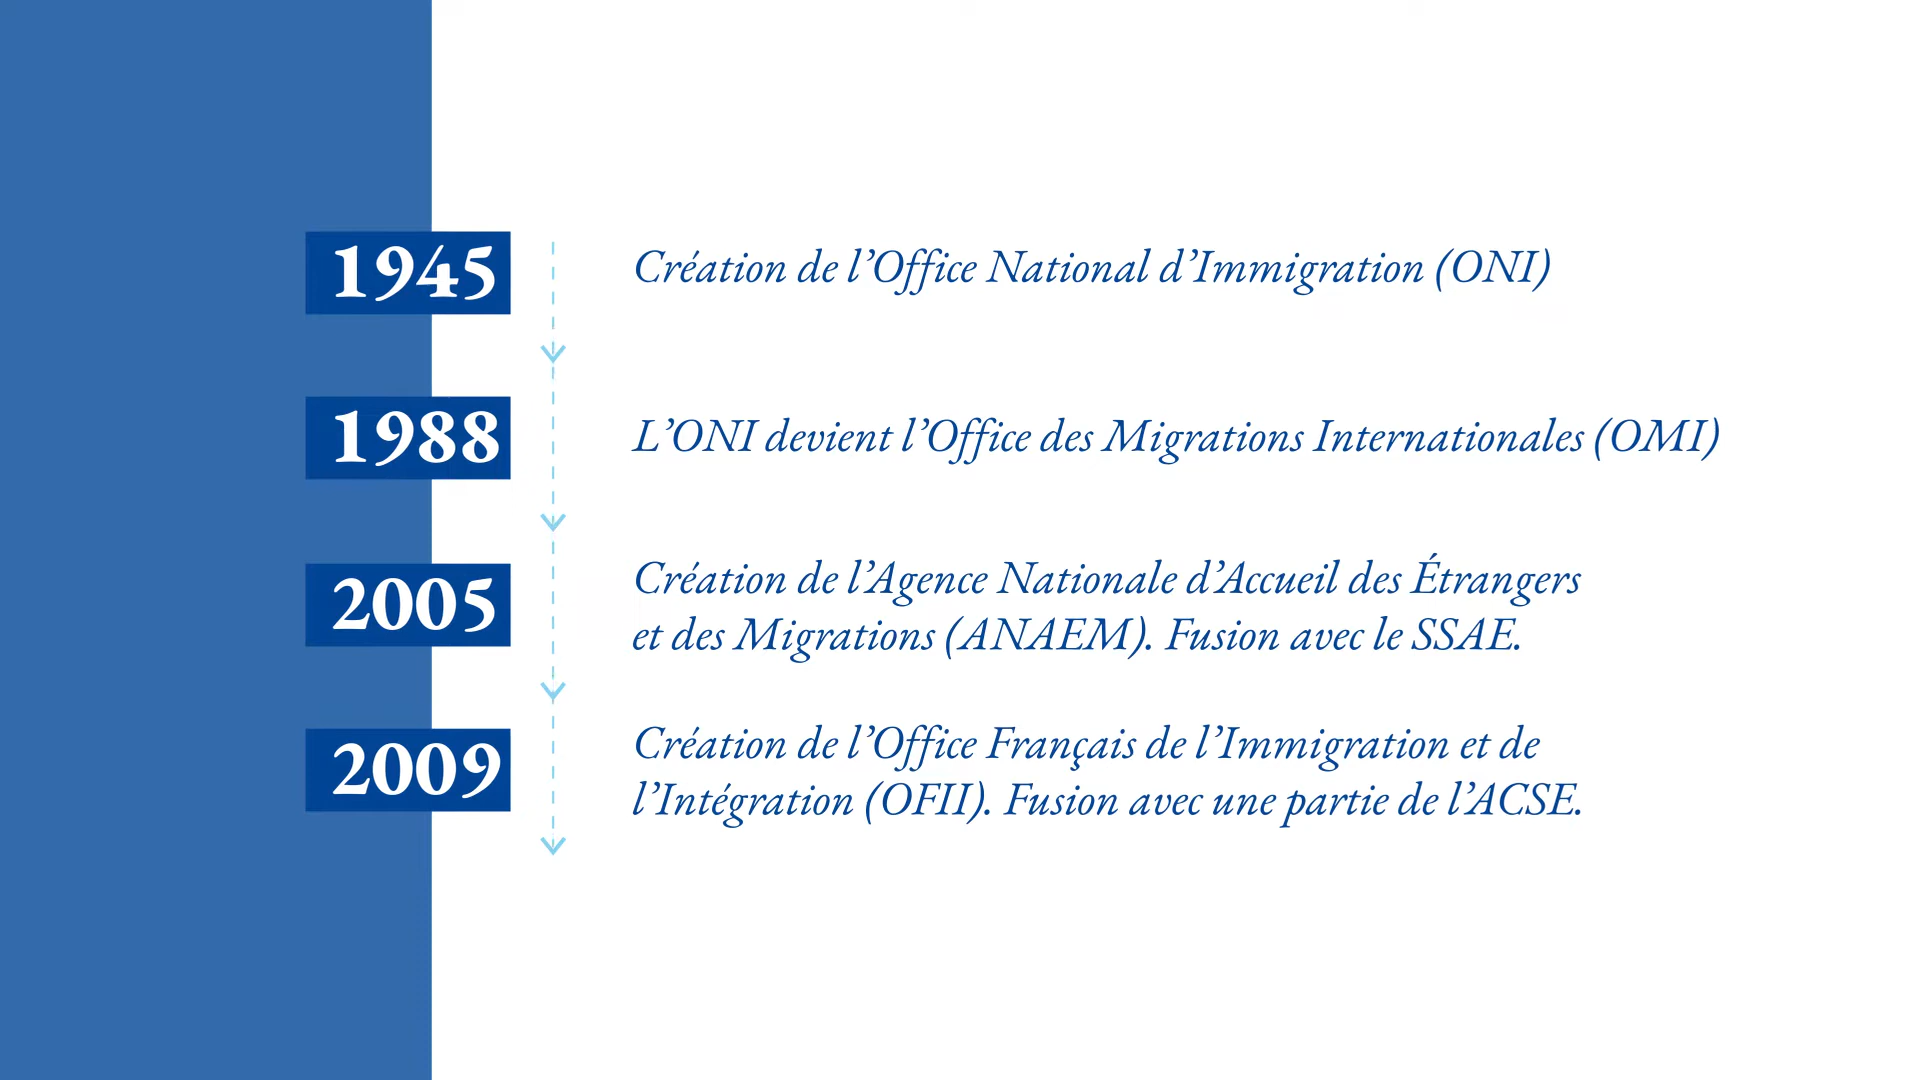 1945
Création de l’Office National d’Immigration (ONI)
1988
L’ONI devient l’Office des Migrations Internationales (OMI)
2005
Création de l’Agence Nationale d’Accueil des Étrangers
et des Migrations (ANAEM). Fusion avec le SSAE.
2009
Création de l’Office Français de l’Immigration et de
l’Intégration (OFII). Fusion avec une partie de l’ACSE.